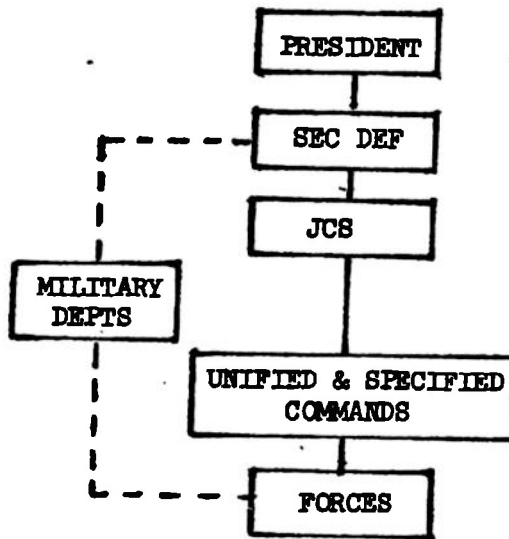 PRESIDENT
SEC DEF
JCS
MILITARY
DEPTS
UNIFIED & SPECIFIED
COMMANDS
FORCES